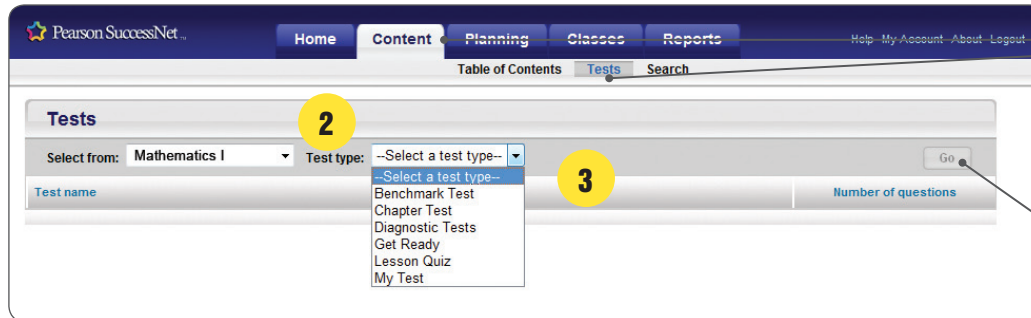 Pearson SuccessNet™
Home Content Planning Classes Reports Help My Account About Logout
Table of Contents Tests Search
Tests
2
Select from: Mathematics I Test type: --Select a test type-- Go
--Select a test type--
3
Test name Number of questions
Benchmark Test
Chapter Test
Diagnostic Tests
Get Ready
Lesson Quiz
My Test